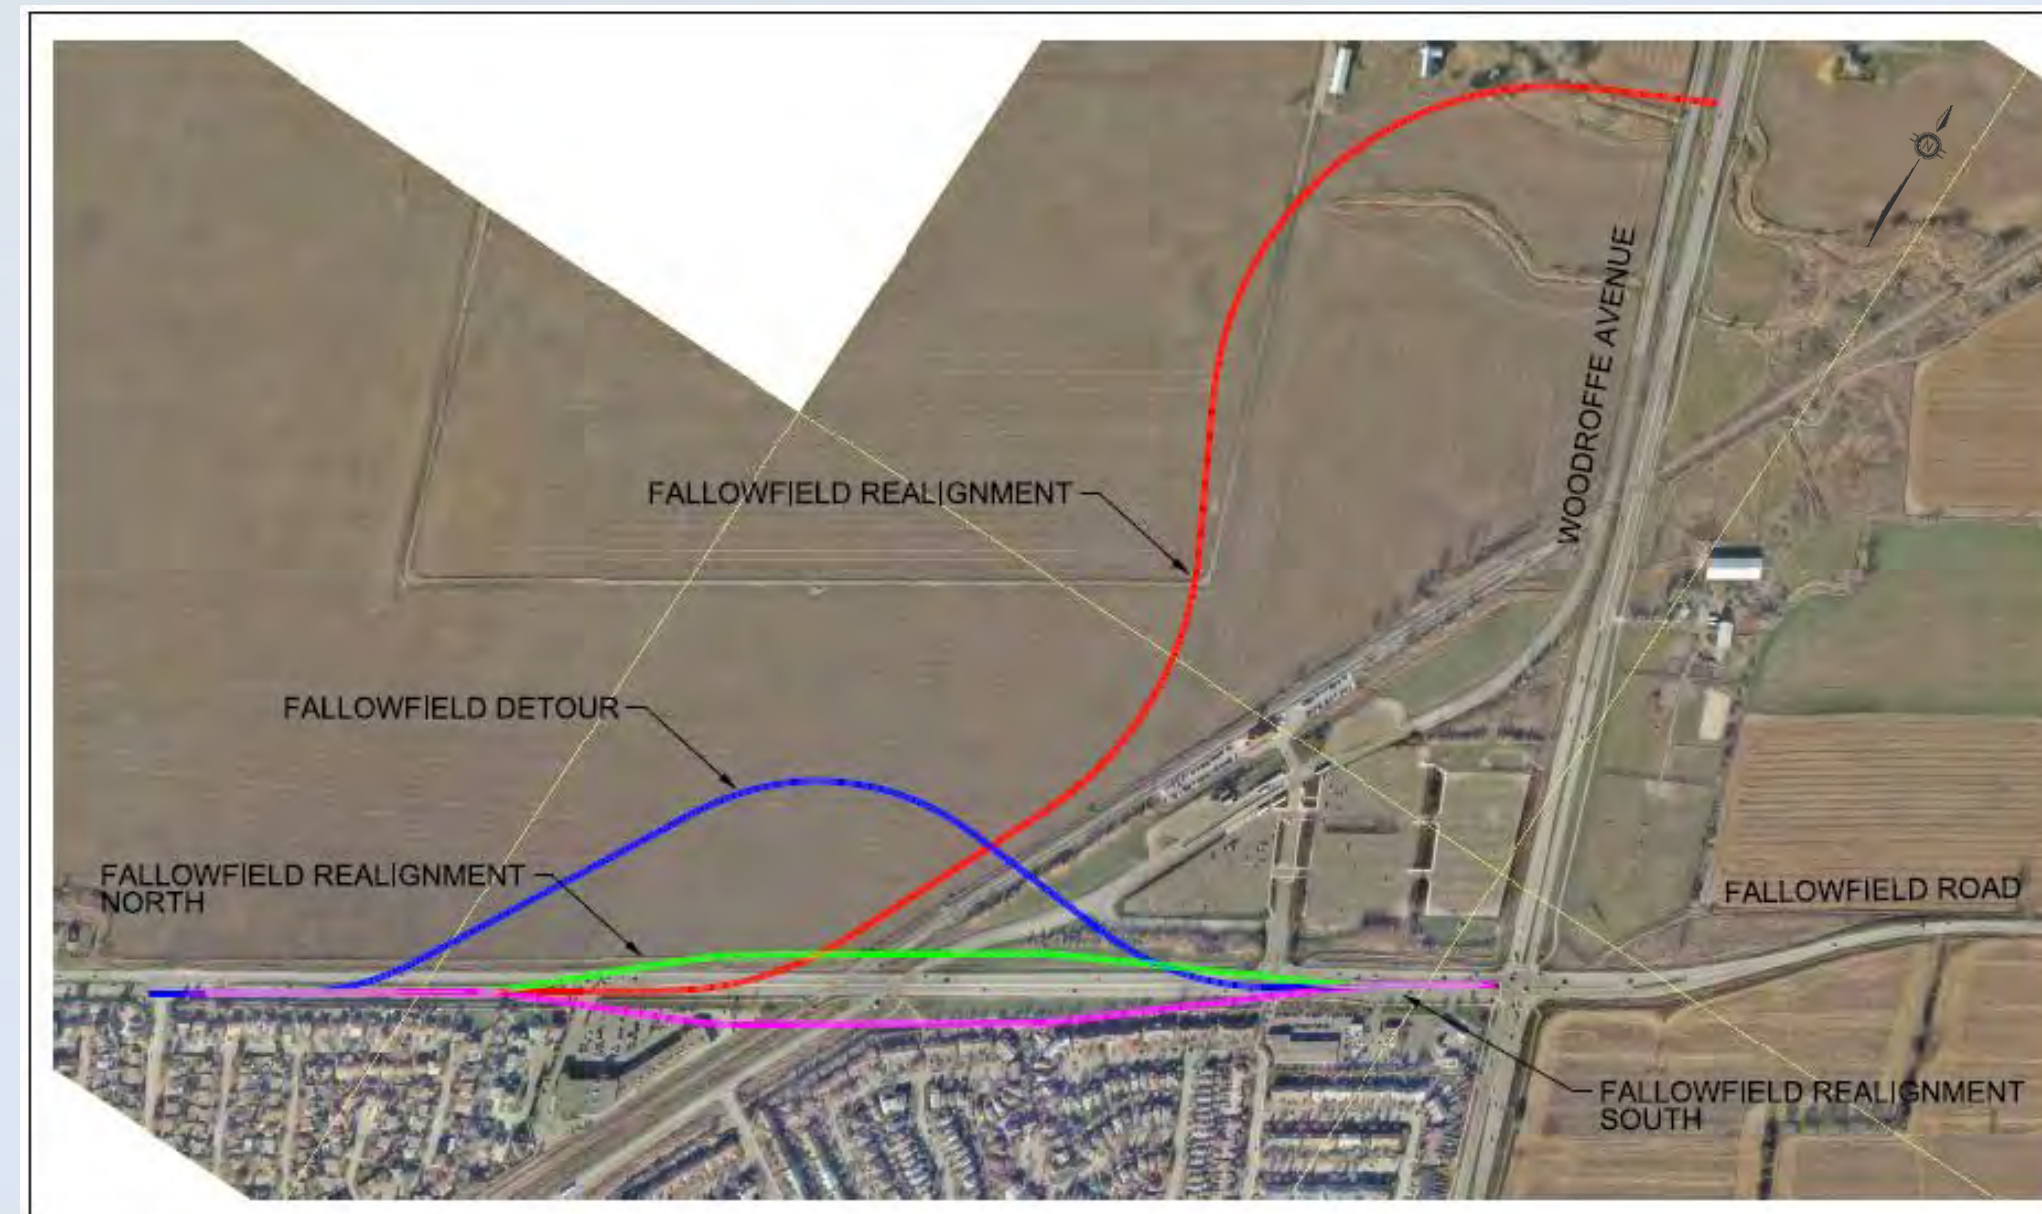 WOODROFFE AVENUE
N
FALLOWFIELD REALIGNMENT
FALLOWFIELD DETOUR
FALLOWFIELD REALIGNMENT
NORTH
FALLOWFIELD ROAD
FALLOWFIELD REALIGNMENT
SOUTH